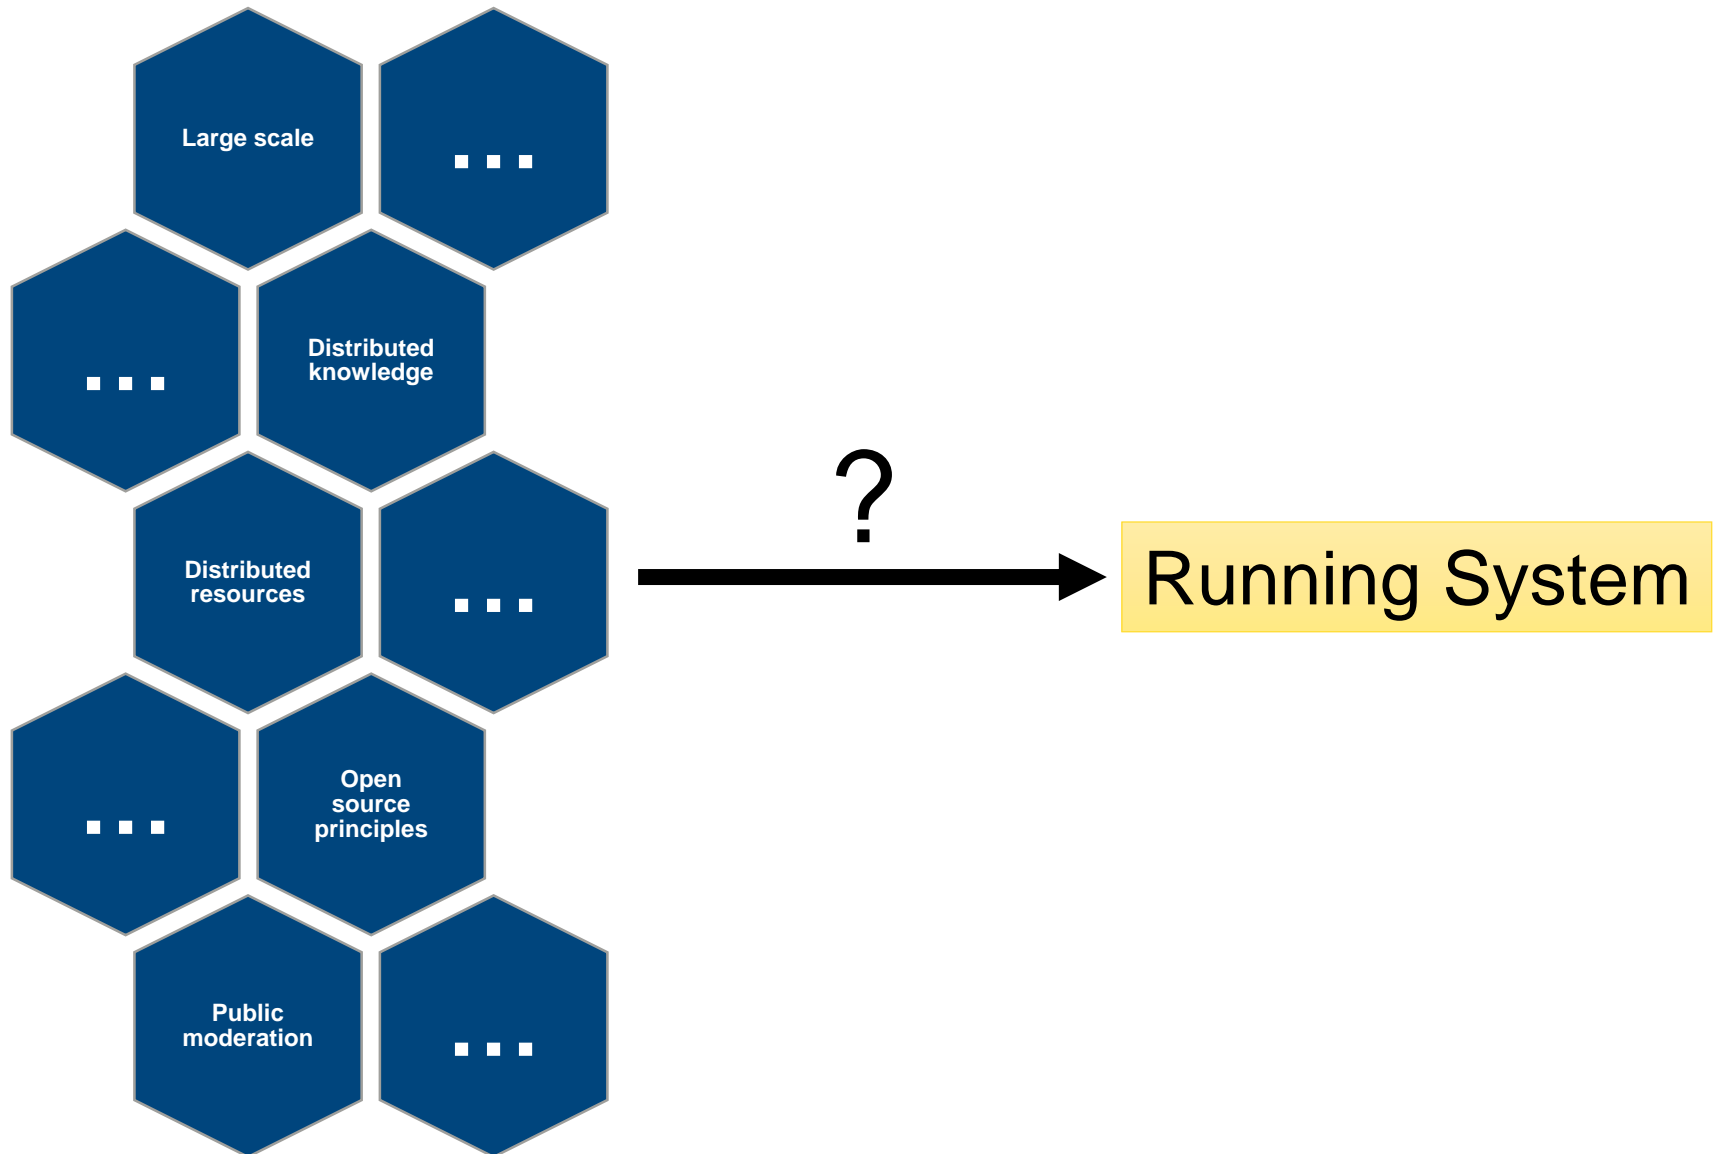 Large scale
...
...
Distributed
knowledge
Distributed
resources
...
?
Running System
...
Open
source
principles
Public
moderation
...